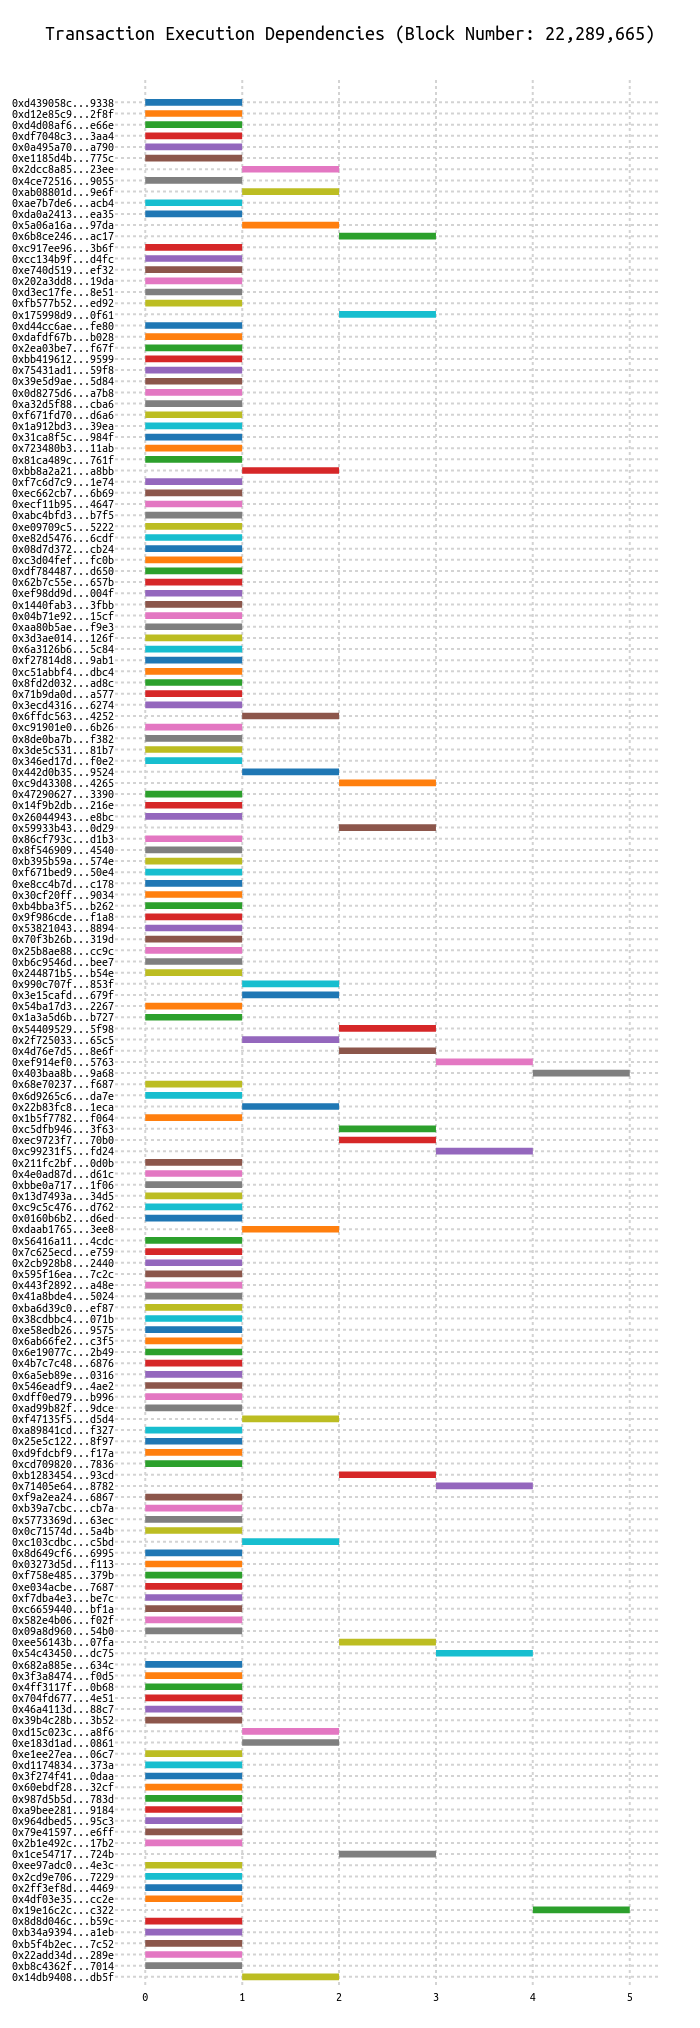 Transaction Execution Dependencies (Block Number: 22,289,665)
0xd439058c...9338
0xd12e85c9...2f8f
0xd4d08af6...e66e
0xdf7048c3...3aa4
0x0a495a70...a790
0xe1185d4b...775c
0x2dcc8a85...23ee
0x4ce72516...9055
0xab08801d...9e6f
0xae7b7de6...acb4
0xda0a2413...ea35
0x5a06a16a...97da
0x6b8ce246...ac17
0xc917ee96...3b6f
0xcc134b9f...d4fc
0xe740d519...ef32
0x202a3dd8...19da
0xd3ec17fe...8e51
0xfb577b52...ed92
0x175998d9...0f61
0xd44cc6ae...fe80
0xdafdf67b...b028
0x2ea03be7...f67f
0xbb419612...9599
0x75431ad1...59f8
0x39e5d9ae...5d84
0x0d8275d6...a7b8
0xa32d5f88...cba6
0xf671fd70...d6a6
0x1a912bd3...39ea
0x31ca8f5c...984f
0x723480b3...11ab
0x81ca489c...761f
0xbb8a2a21...a8bb
0xf7c6d7c9...1e74
0xec662cb7...6b69
0xecf11b95...4647
0xabc4bfd3...b7f5
0xe09709c5...5222
0xe82d5476...6cdf
0x08d7d372...cb24
0xc3d04fef...fc0b
0xdf784487...d650
0x62b7c55e...657b
0xef98dd9d...004f
0x1440fab3...3fbb
0x04b71e92...15cf
0xaa80b5ae...f9e3
0x3d3ae014...126f
0x6a3126b6...5c84
0xf27814d8...9ab1
0xc51abbf4...dbc4
0x8fd2d032...ad8c
0x71b9da0d...a577
0x3ecd4316...6274
0x6ffdc563...4252
0xc91901e0...6b26
0x8de0ba7b...f382
0x3de5c531...81b7
0x346ed17d...f0e2
0x442d0b35...9524
0xc9d43308...4265
0x47290627...3390
0x14f9b2db...216e
0x26044943...e8bc
0x59933b43...0d29
0x86cf793c...d1b3
0x8f546909...4540
0xb395b59a...574e
0xf671bed9...50e4
0xe8cc4b7d...c178
0x30cf20ff...9034
0xb4bba3f5...b262
0x9f986cde...f1a8
0x53821043...8894
0x70f3b26b...319d
0x25b8ae88...cc9c
0xb6c9546d...bee7
0x244871b5...b54e
0x990c707f...853f
0x3e15cafd...679f
0x54ba17d3...2267
0x1a3a5d6b...b727
0x54409529...5f98
0x2f725033...65c5
0x4d76e7d5...8e6f
0xef914ef0...5763
0x403baa8b...9a68
0x68e70237...f687
0x6d9265c6...da7e
0x22b83fc8...1eca
0x1b5f7782...f064
0xc5dfb946...3f63
0xec9723f7...70b0
0xc99231f5...fd24
0x211fc2bf...0d0b
0x4e0ad87d...d61c
0xbbe0a717...1f06
0x13d7493a...34d5
0xc9c5c476...d762
0x0160b6b2...d6ed
0xdaab1765...3ee8
0x56416a11...4cdc
0x7c625ecd...e759
0x2cb928b8...2440
0x595f16ea...7c2c
0x443f2892...a48e
0x41a8bde4...5024
0xba6d39c0...ef87
0x38cdbbc4...071b
0xe58edb26...9575
0x6ab66fe2...c3f5
0x6e19077c...2b49
0x4b7c7c48...6876
0x6a5eb89e...0316
0x546eadf9...4ae2
0xdff0ed79...b996
0xad99b82f...9dce
0xf47135f5...d5d4
0xa89841cd...f327
0x25e5c122...8f97
0xd9fdcbf9...f17a
0xcd709820...7836
0xb1283454...93cd
0x71405e64...8782
0xf9a2ea24...6867
0xb39a7cbc...cb7a
0x5773369d...63ec
0x0c71574d...5a4b
0xc103cdbc...c5bd
0x8d649cf6...6995
0x03273d5d...f113
0xf758e485...379b
0xe034acbe...7687
0xf7dba4e3...be7c
0xc6659440...bf1a
0x582e4b06...f02f
0x09a8d960...54b0
0xee56143b...07fa
0x54c43450...dc75
0x682a885e...634c
0x3f3a8474...f0d5
0x4ff3117f...0b68
0x704fd677...4e51
0x46a4113d...88c7
0x39b4c28b...3b52
0xd15c023c...a8f6
0xe183d1ad...0861
0xe1ee27ea...06c7
0xd1174834...373a
0x3f274f41...0daa
0x60ebdf28...32cf
0x987d5b5d...783d
0xa9bee281...9184
0x964dbed5...95c3
0x79e41597...e6ff
0x2b1e492c...17b2
0x1ce54717...724b
0xee97adc0...4e3c
0x2cd9e706...7229
0x2ff3ef8d...4469
0x4df03e35...cc2e
0x19e16c2c...c322
0x8d8d046c...b59c
0xb34a9394...a1eb
0xb5f4b2ec...7c52
0x22add34d...289e
0xb8c4362f...7014
0x14db9408...db5f
0 1 2 3 4 5